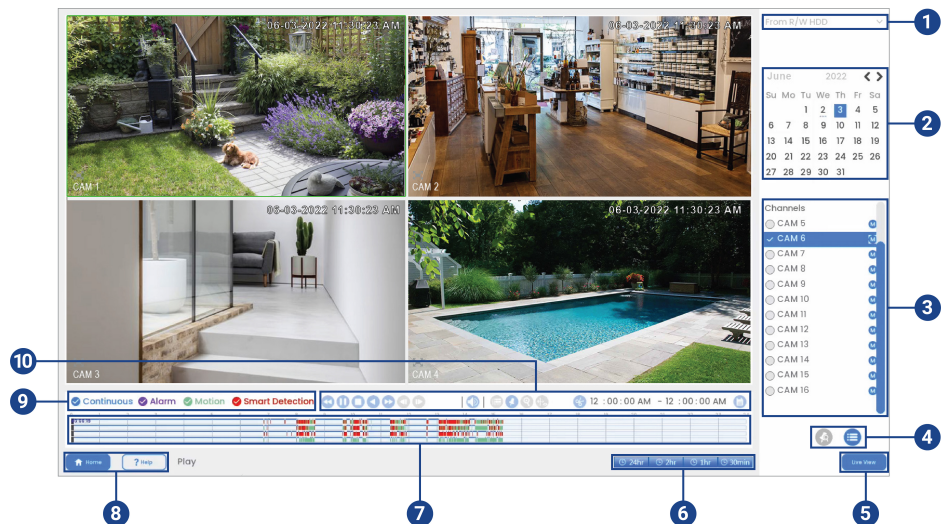 06-03-2022 11:30:23 AM
CAM 1
06-03-2022 11:30:23 AM
CAM 2
06-03-2022 11:30:23 AM
CAM 3
06-03-2022 11:30:23 AM
CAM 4
From R/W HDD
1
June 2022
Su Mo Tu We Th Fr Sa
1 2 3 4 5
6 7 8 9 10 11 12
13 14 15 16 17 18 19
20 21 22 23 24 25 26
27 28 29 30 31
2
Channels
CAM 5 M
CAM 6 M
CAM 7 M
CAM 8 M
CAM 9 M
CAM 10 M
CAM 11 M
CAM 12 M
CAM 13 M
CAM 14 M
CAM 15 M
CAM 16 M
3
10
9
Continuous Alarm Motion Smart Detection
12 :00 :00 AM - 12 :00 :00 AM
4
Home ? Help Play
24hr 2hr 1hr 30min
Live View
8
7
6
5